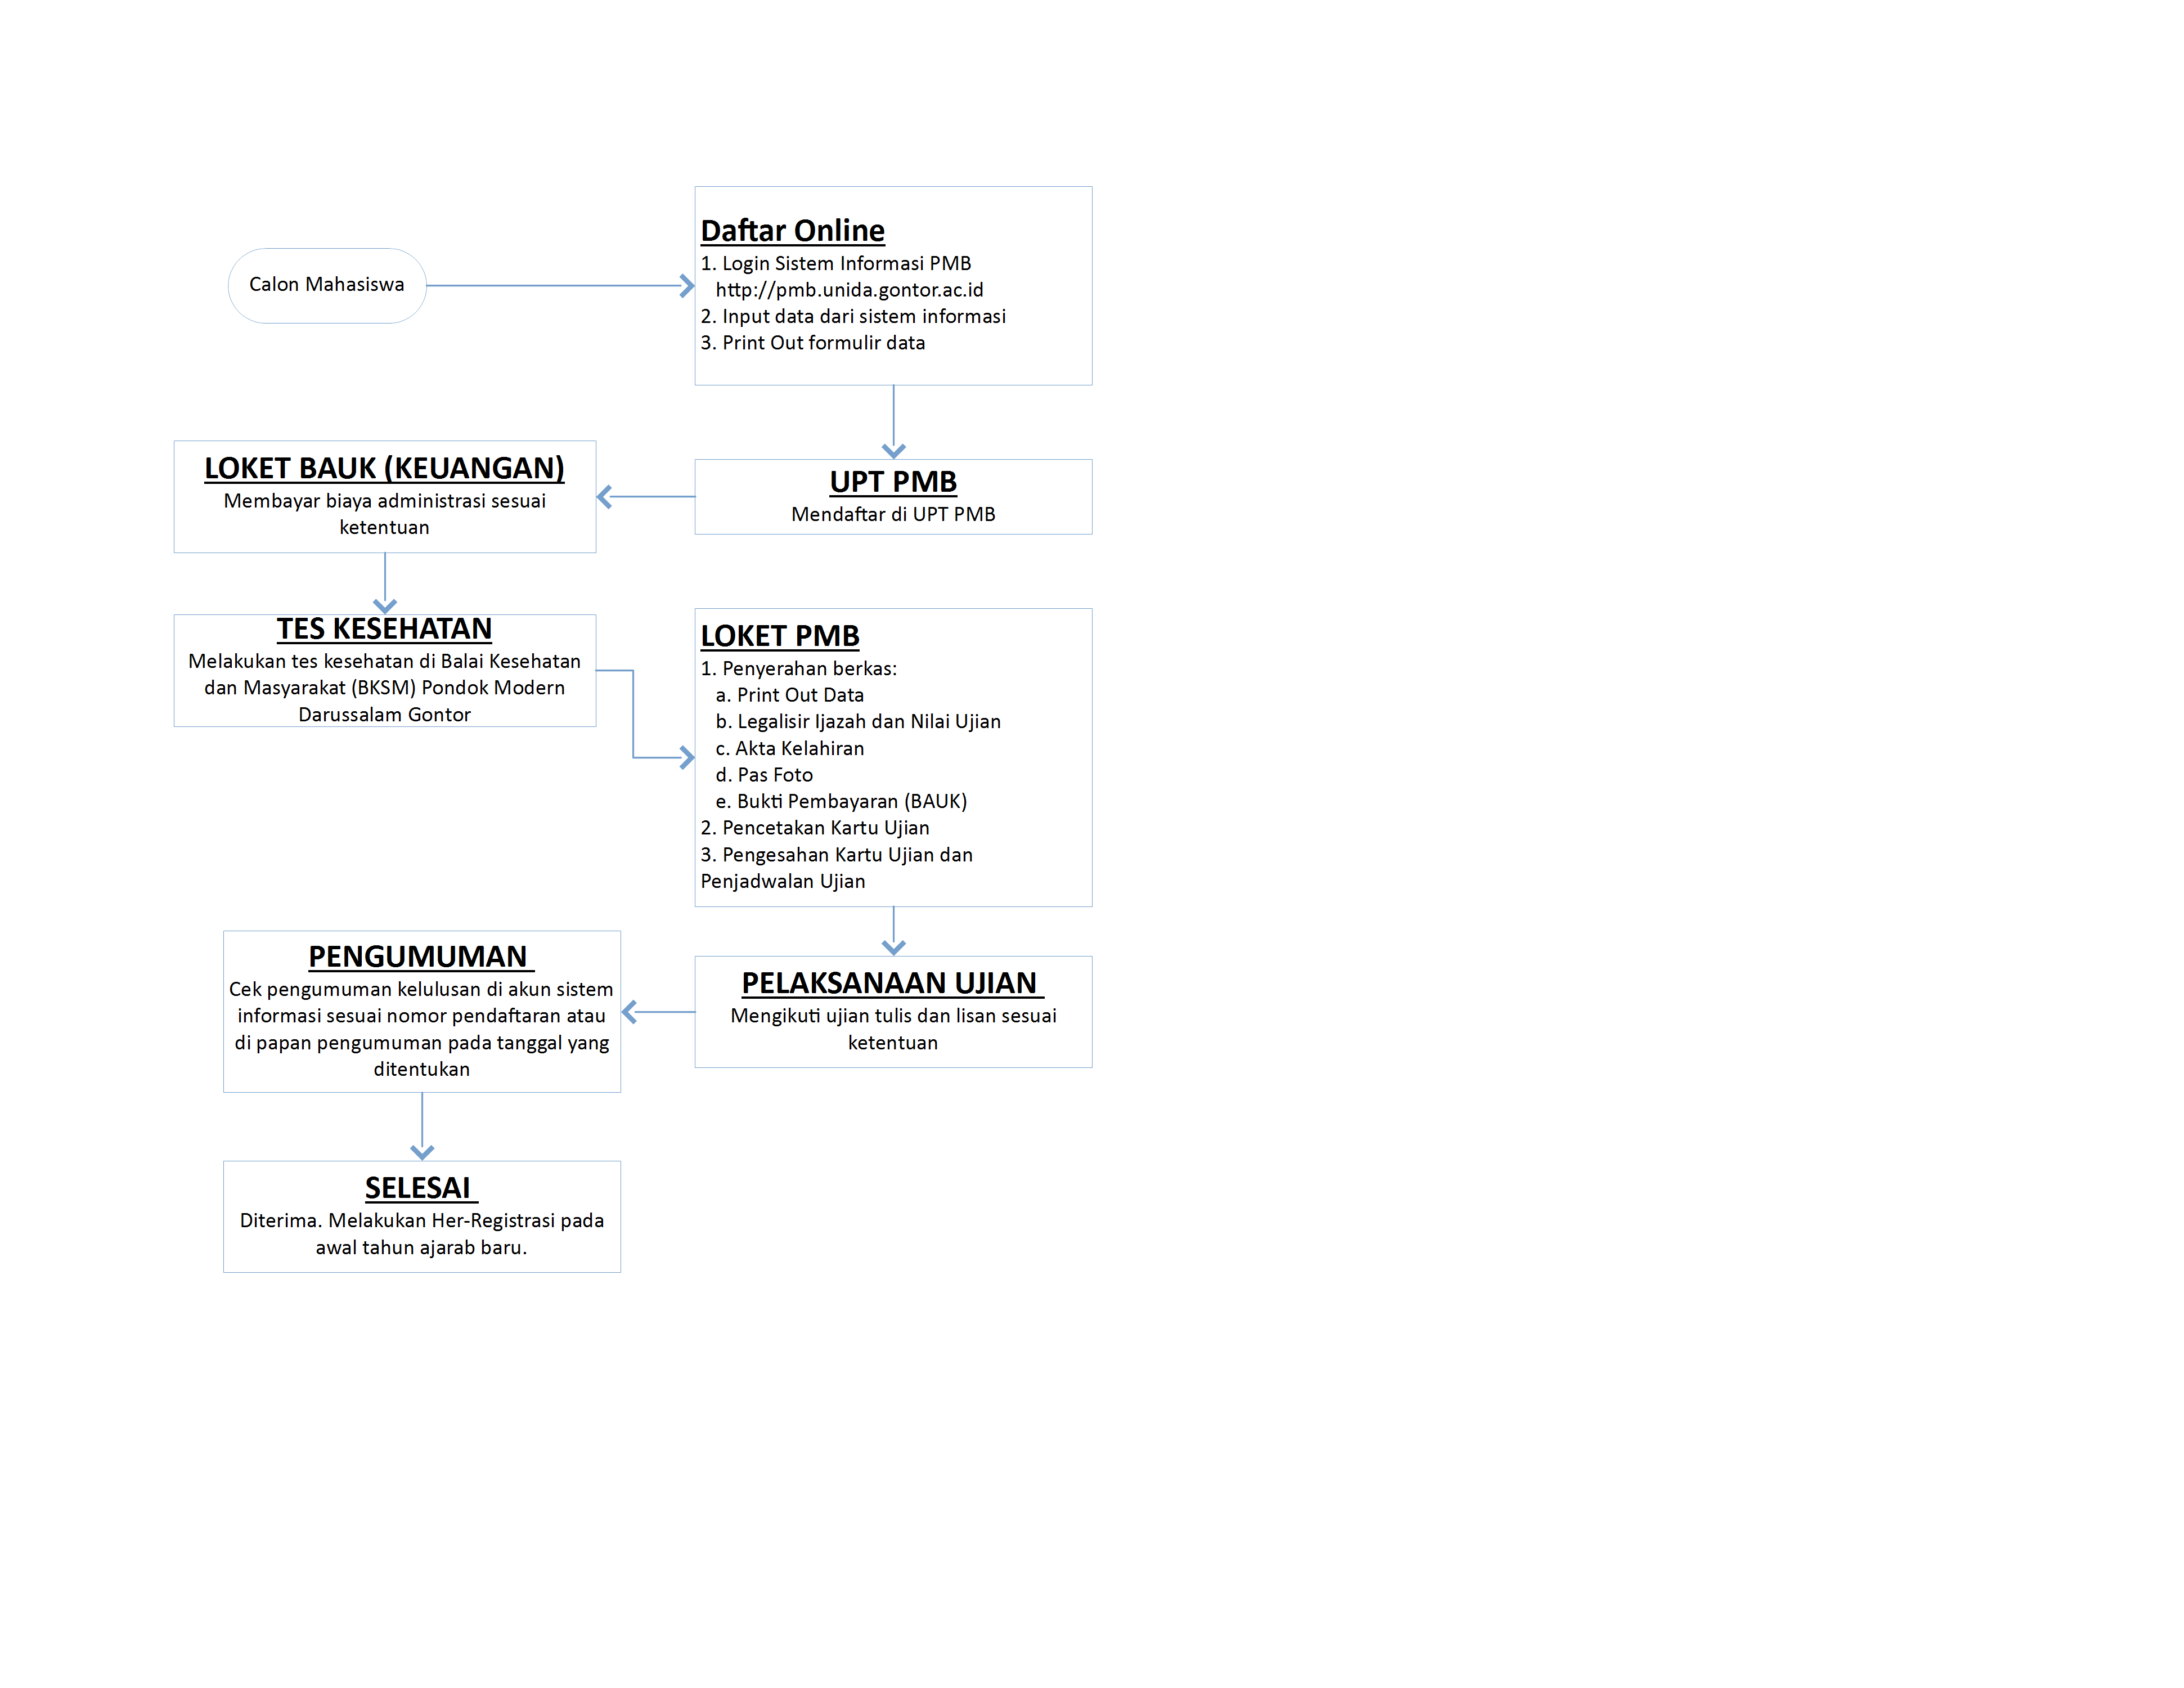 Calon Mahasiswa
Daftar Online
1. Login Sistem Informasi PMB
http://pmb.unida.gontor.ac.id
2. Input data dari sistem informasi
3. Print Out formulir data
UPT PMB
Mendaftar di UPT PMB
LOKET BAUK (KEUANGAN)
Membayar biaya administrasi sesuai
ketentuan
TES KESEHATAN
Melakukan tes kesehatan di Balai Kesehatan
dan Masyarakat (BKSM) Pondok Modern
Darussalam Gontor
LOKET PMB
1. Penyerahan berkas:
a. Print Out Data
b. Legalisir Ijazah dan Nilai Ujian
c. Akta Kelahiran
d. Pas Foto
e. Bukti Pembayaran (BAUK)
2. Pencetakan Kartu Ujian
3. Pengesahan Kartu Ujian dan
Penjadwalan Ujian
PELAKSANAAN UJIAN
Mengikuti ujian tulis dan lisan sesuai
ketentuan
PENGUMUMAN
Cek pengumuman kelulusan di akun sistem
informasi sesuai nomor pendaftaran atau
di papan pengumuman pada tanggal yang
ditentukan
SELESAI
Diterima. Melakukan Her-Registrasi pada
awal tahun ajarab baru.